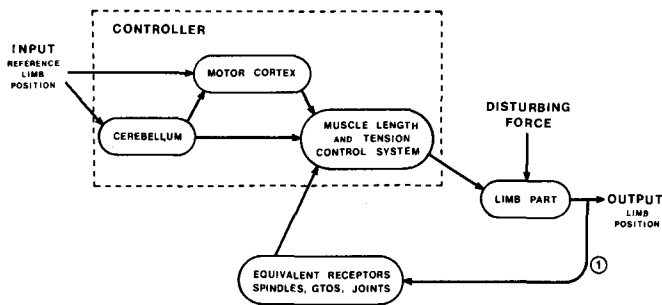 CONTROLLER
INPUT
REFERENCE
LIMB
POSITION
MOTOR CORTEX
CEREBELLUM
MUSCLE LENGTH
AND TENSION
CONTROL SYSTEM
DISTURBING
FORCE
LIMB PART
OUTPUT
LIMB
POSITION
1
EQUIVALENT RECEPTORS
SPINDLES, GTOS, JOINTS